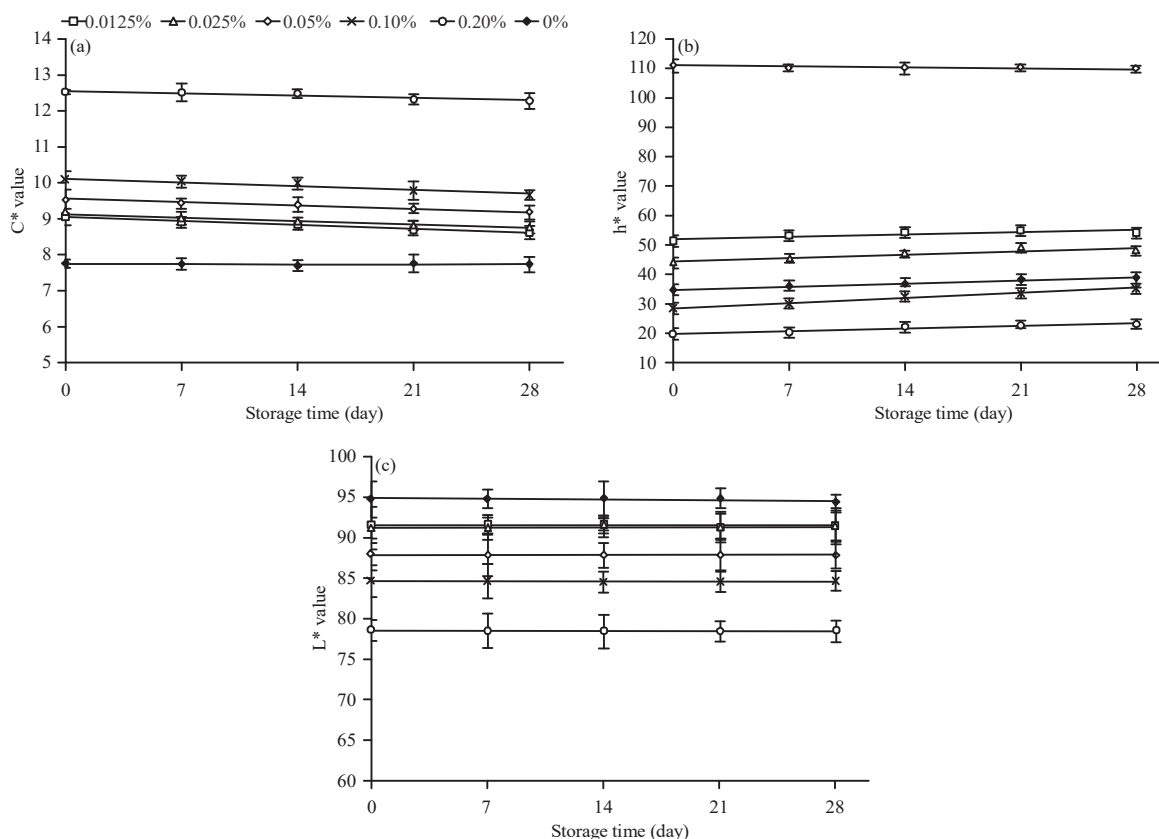 0.0125% 0.025% 0.05% 0.10% 0.20% 0%
(a)
14
13
12
11
10
9
8
7
6
5
C* value
0 7 14 21 28
Storage time (day)
(b)
120
110
100
90
80
70
60
50
40
30
20
10
h* value
0 7 14 21 28
Storage time (day)
(c)
100
95
90
85
80
75
70
65
60
L* value
0 7 14 21 28
Storage time (day)